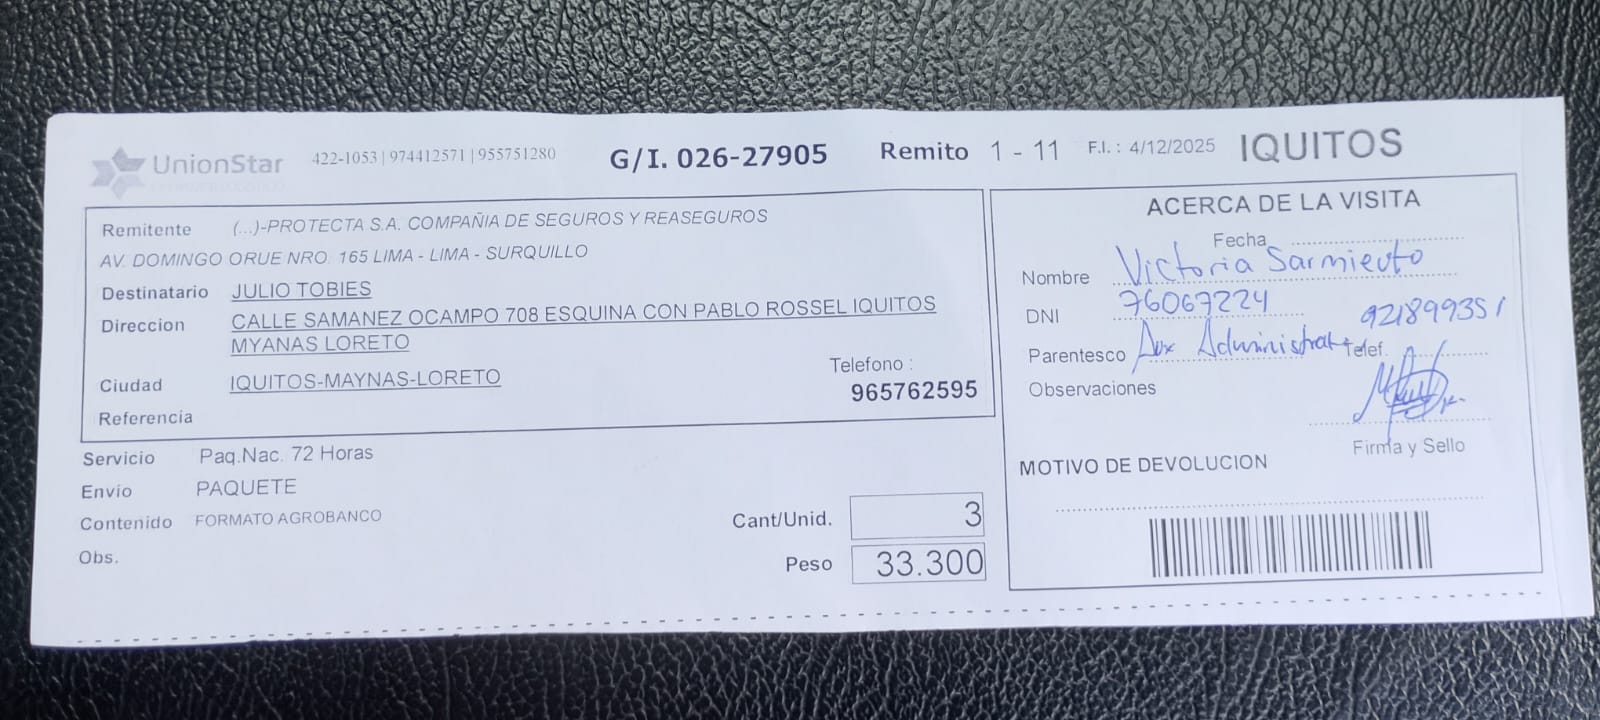 UnionStar 422-1053 | 974412571 | 955751280 G/I. 026-27905 Remito 1 - 11 F.I. : 4/12/2025 IQUITOS
Remitente (...)-PROTECTA S.A. COMPAÑIA DE SEGUROS Y REASEGUROS
AV. DOMINGO ORUE NRO. 165 LIMA - LIMA - SURQUILLO
Destinatario JULIO TOBIES
Direccion CALLE SAMANEZ OCAMPO 708 ESQUINA CON PABLO ROSSEL IQUITOS
MYANAS LORETO
Telefono :
Ciudad IQUITOS-MAYNAS-LORETO 965762595
Referencia
Servicio Paq.Nac. 72 Horas
Envio PAQUETE
Contenido FORMATO AGROBANCO
Cant/Unid. 3
Obs.
Peso 33.300
ACERCA DE LA VISITA
Fecha
Nombre Victoria Sarmiento
DNI 76067224 921899351
Parentesco Aux Administrat Telef.
Observaciones
Firma y Sello
MOTIVO DE DEVOLUCION